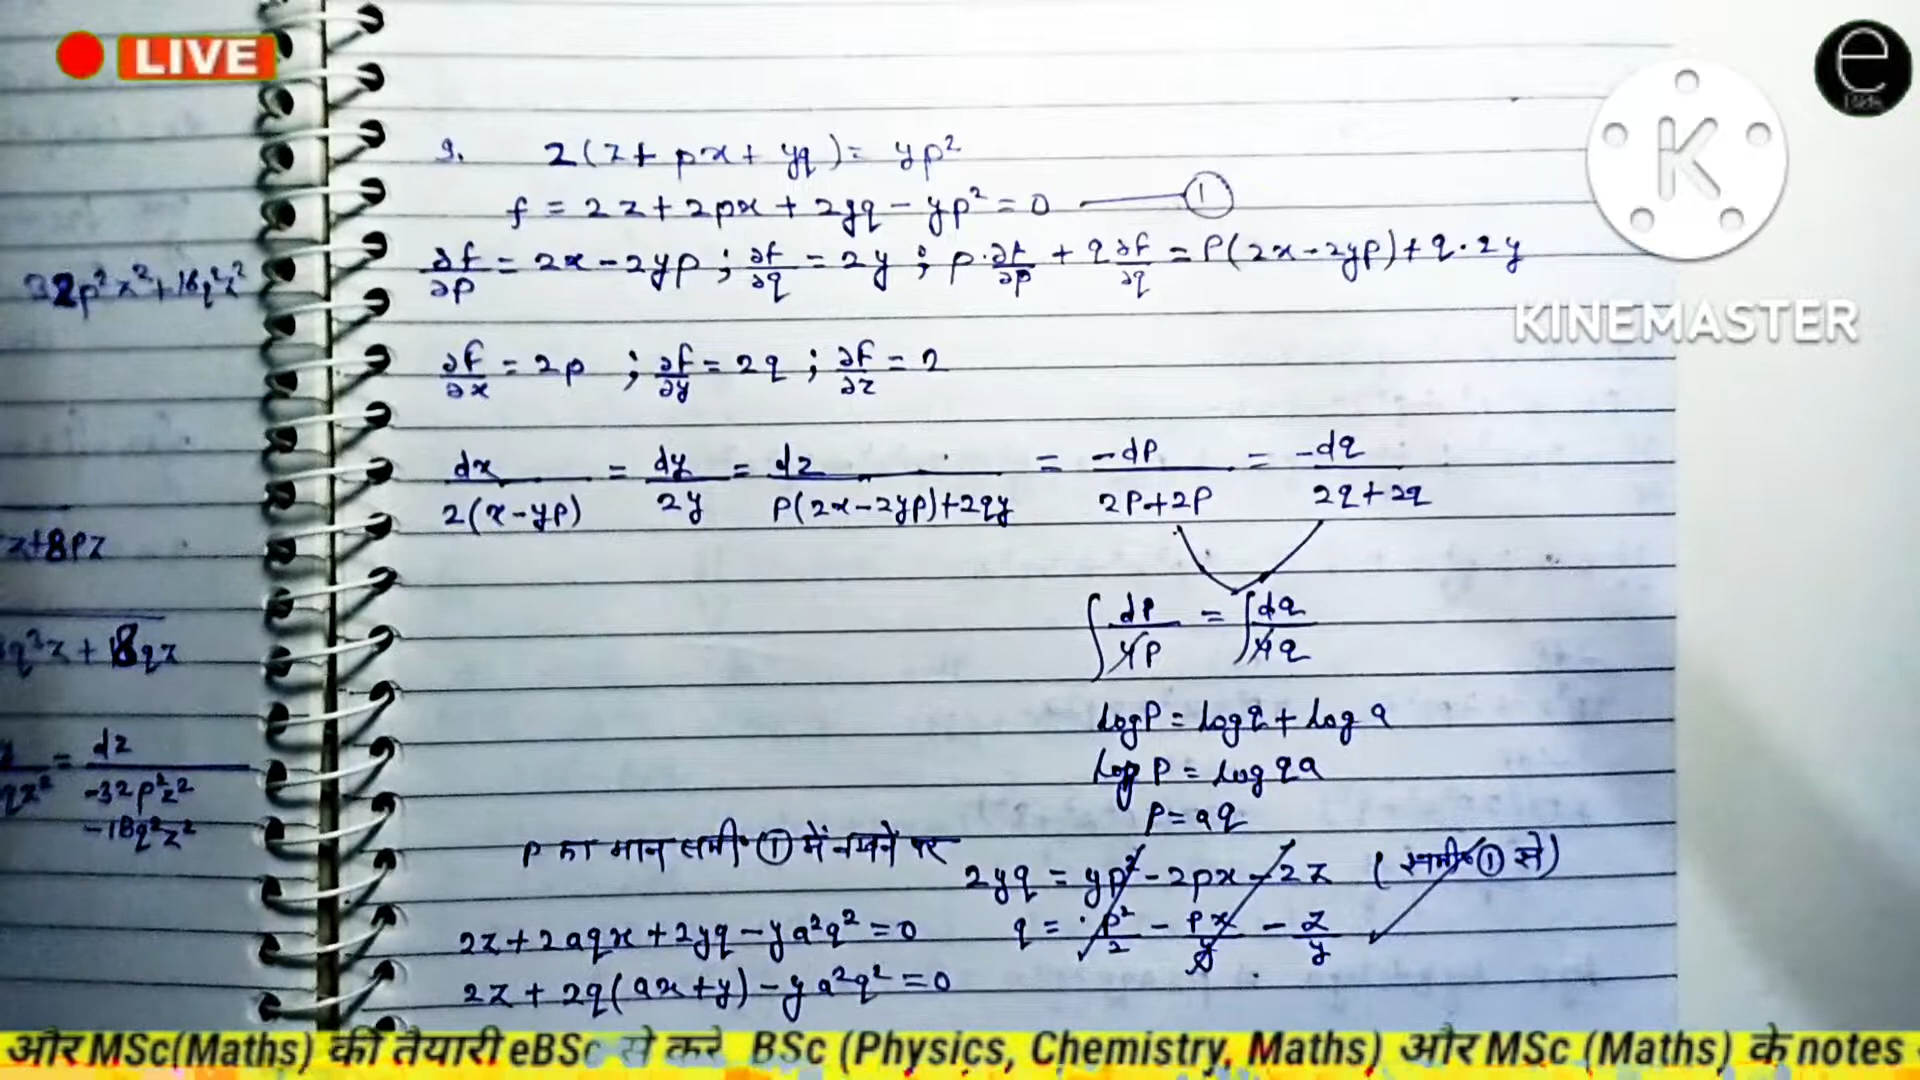 LIVE
e
K
KINEMASTER
9. 2(z + px + yq) = yp²
f = 2z + 2px + 2yq - yp² = 0 —— ①
∂f/∂p = 2x - 2yp ; ∂f/∂q = 2y ; p·∂f/∂p + q ∂f/∂q = P(2x - 2yp) + q·2y
∂f/∂x = 2p ; ∂f/∂y = 2q ; ∂f/∂z = 2
dx/2(x-yp) = dy/2y = dz/P(2x-2yp)+2qy = -dp/2p+2p = -dq/2q+2q
∫dp/4p = ∫dq/4q
log P = log q + log a
log P = log qa
P = aq
P का मान समी० ① में रखने पर
2yq = yp² - 2px - 2z (समी० ① से)
2z + 2aqx + 2yq - ya²q² = 0
q = p²/2 - px/y - z/y
2z + 2q(ax+y) - ya²q² = 0
32p²z² + 18q²z²
z + 8pz
q³z + 18qz
= dz/-32p²z² -18q²z²
और MSc(Maths) की तैयारी eBSc से करे BSc (Physics, Chemistry, Maths) और MSc (Maths) के notes